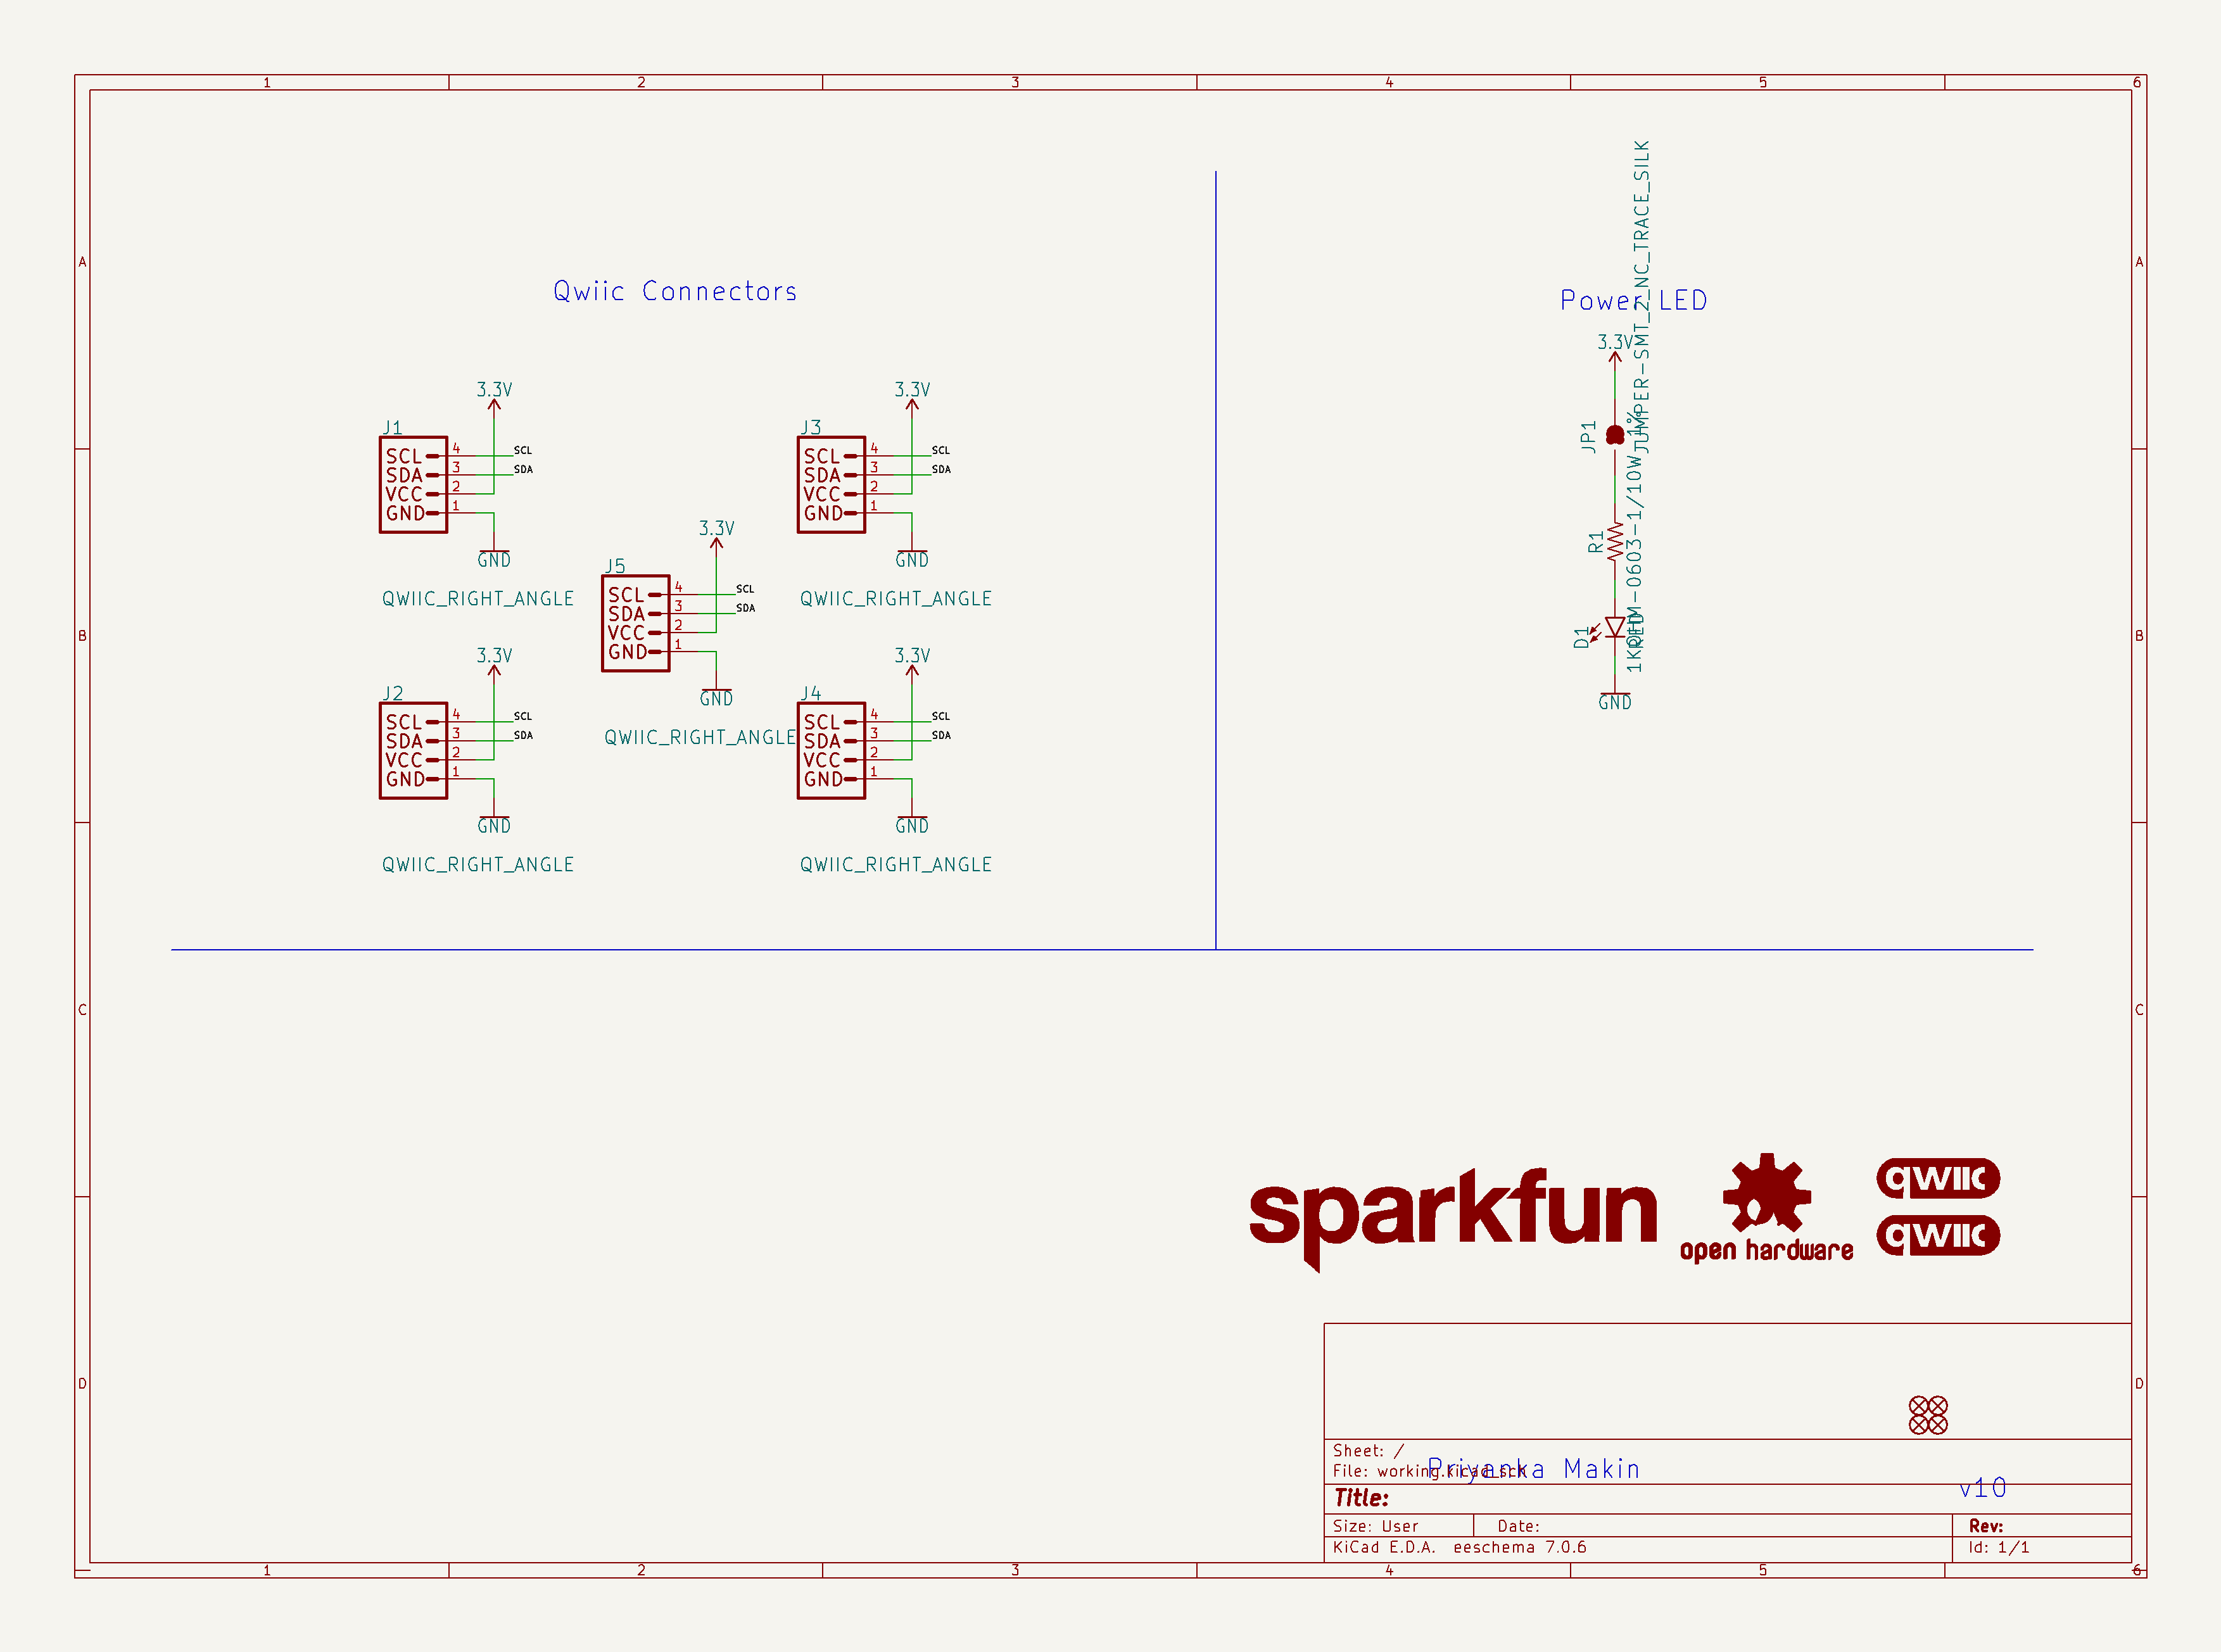 1 2 3 4 5 6
A A
B B
C C
D D
Qwiic Connectors
3.3V
J1
SCL 4 SCL
SDA 3 SDA
VCC 2
GND 1
GND
QWIIC_RIGHT_ANGLE
3.3V
J3
SCL 4 SCL
SDA 3 SDA
VCC 2
GND 1
GND
QWIIC_RIGHT_ANGLE
3.3V
J5
SCL 4 SCL
SDA 3 SDA
VCC 2
GND 1
GND
QWIIC_RIGHT_ANGLE
3.3V
J2
SCL 4 SCL
SDA 3 SDA
VCC 2
GND 1
GND
QWIIC_RIGHT_ANGLE
3.3V
J4
SCL 4 SCL
SDA 3 SDA
VCC 2
GND 1
GND
QWIIC_RIGHT_ANGLE
Power LED
3.3V
JP1
JUMPER-SMT_2_NC_TRACE_SILK
R1
1KOHM-0603-1/10W-1%
D1
RED
GND
sparkfun
open hardware
qwiic
qwiic
Sheet: /
File: working.kicad_sch
Priyanka Makin
v10
Title:
Size: User Date: Rev:
KiCad E.D.A. eeschema 7.0.6 Id: 1/1
1 2 3 4 5 6